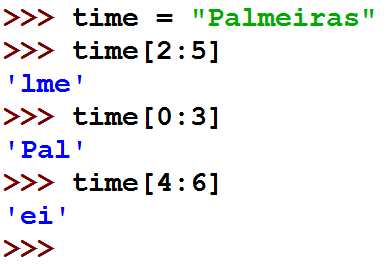 >>> time = "Palmeiras"
>>> time[2:5]
'lme'
>>> time[0:3]
'Pal'
>>> time[4:6]
'ei'
>>>